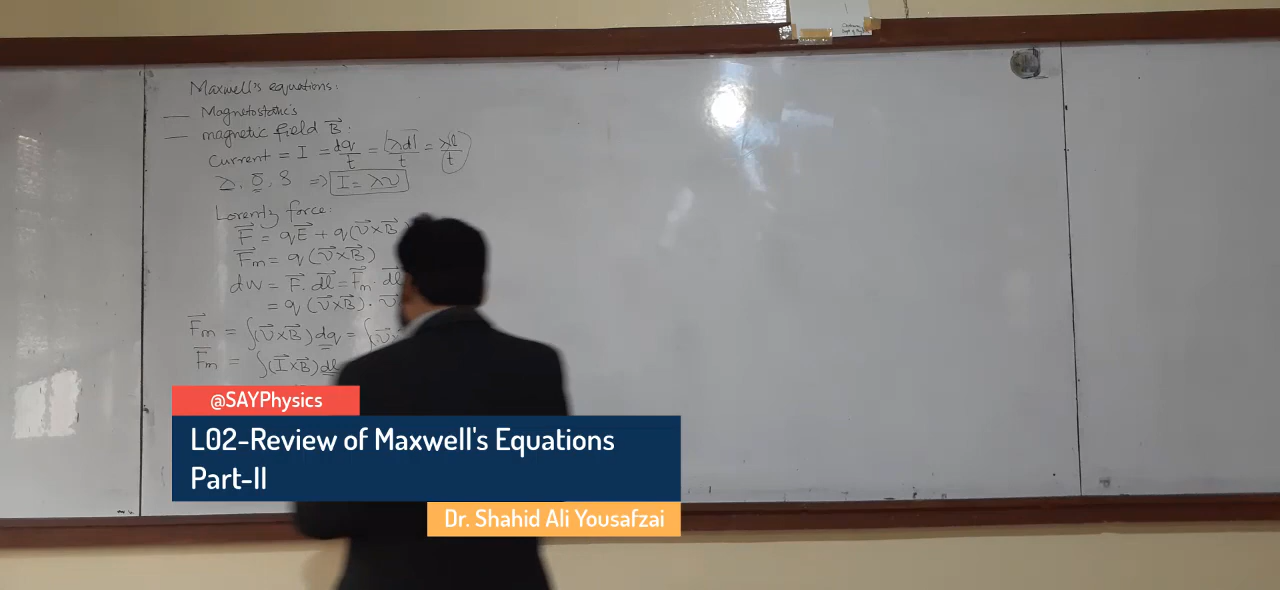 Maxwell's equations:
— Magnetostatics
— magnetic field B⃗.
Current = I = dq/t = λdl/t = λl/t
λ, σ, ρ ⇒ I = λv
Lorentz force:
F⃗ = qE⃗ + q(v⃗×B⃗)
F⃗m = q(v⃗×B⃗)
dW = F⃗.dl⃗ = F⃗m.dl⃗
= q(v⃗×B⃗).v⃗
F⃗m = ∫(v⃗×B⃗)dq = ∫(v⃗×
F⃗m = ∫(I⃗×B⃗)dl
@SAYPhysics
L02-Review of Maxwell's Equations
Part-II
Dr. Shahid Ali Yousafzai